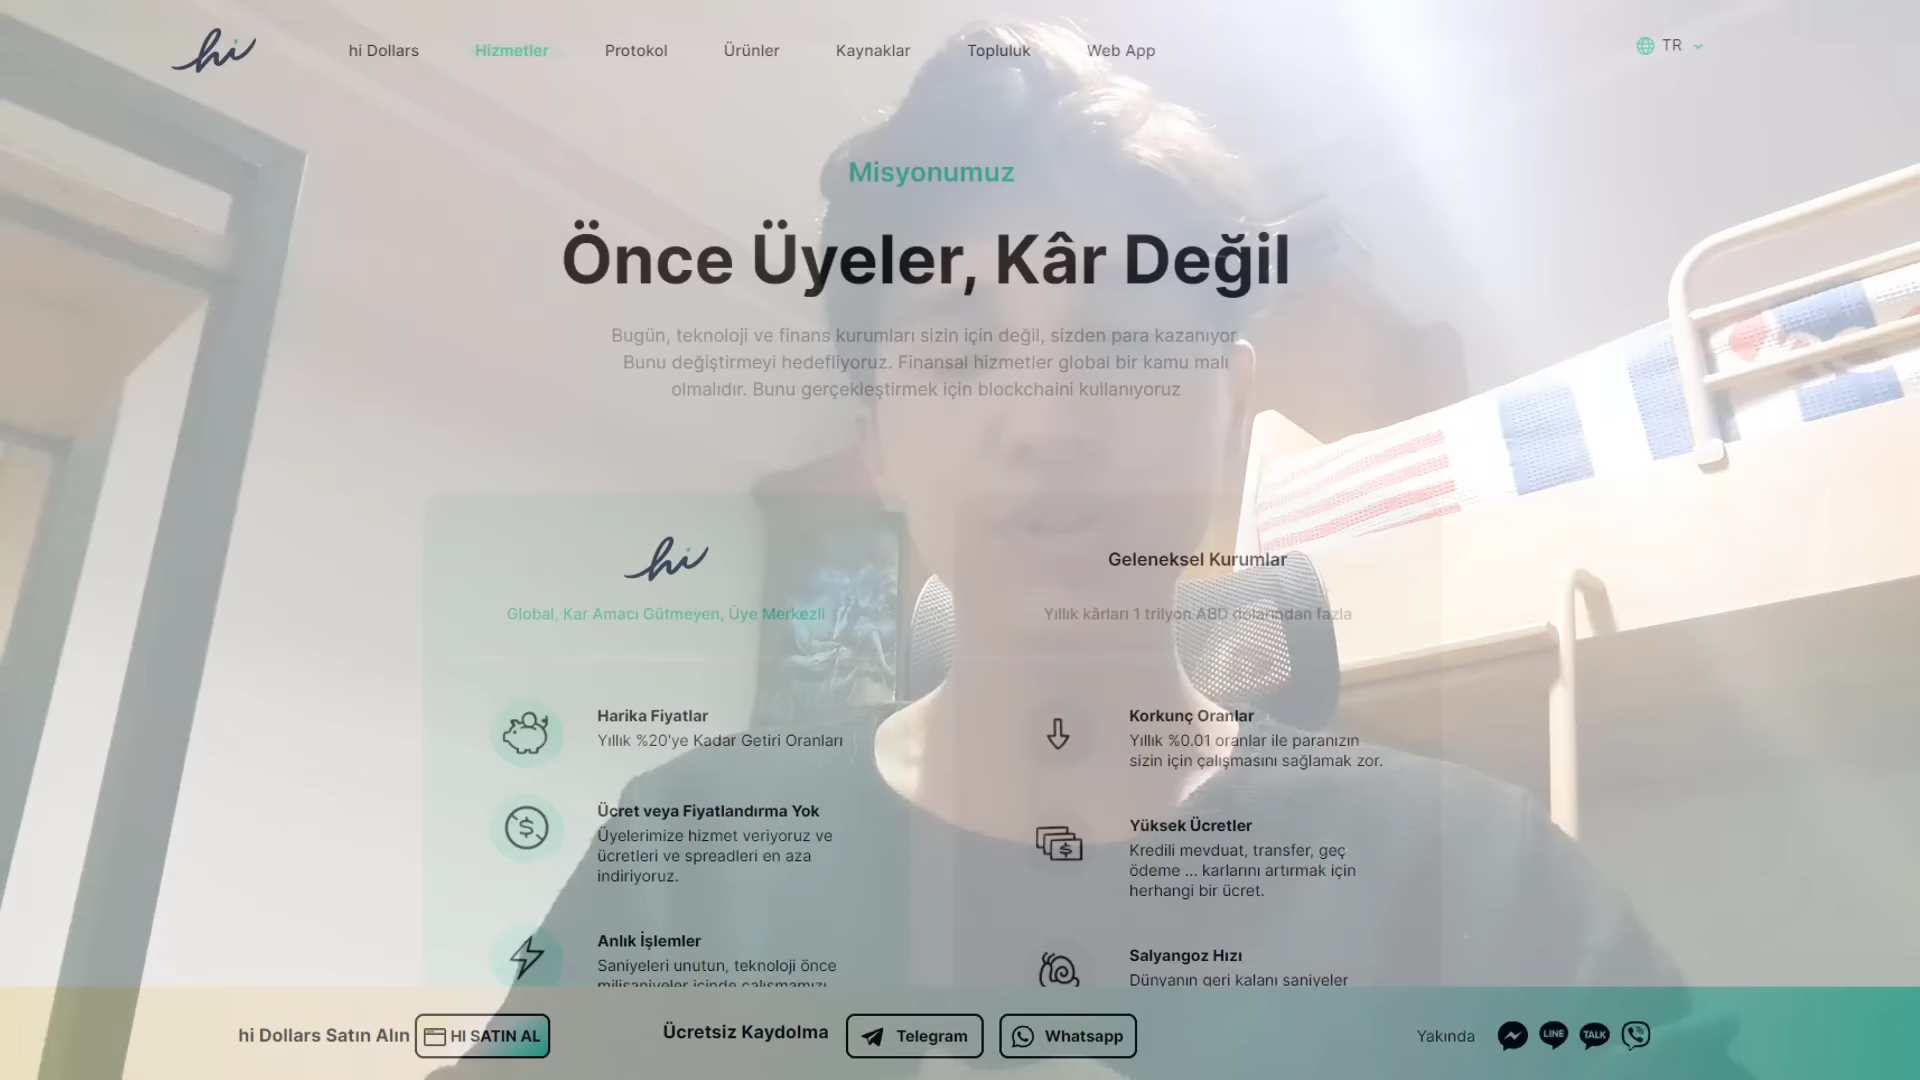 hi
hi Dollars
Hizmetler
Protokol
Ürünler
Kaynaklar
Topluluk
Web App
TR
Misyonumuz
Önce Üyeler, Kâr Değil
Bugün, teknoloji ve finans kurumları sizin için değil, sizden para kazanıyor.
Bunu değiştirmeyi hedefliyoruz. Finansal hizmetler global bir kamu malı
olmalıdır. Bunu gerçekleştirmek için blockchaini kullanıyoruz
hi
Global, Kar Amacı Gütmeyen, Üye Merkezli
Harika Fiyatlar
Yıllık %20'ye Kadar Getiri Oranları
Ücret veya Fiyatlandırma Yok
Üyelerimize hizmet veriyoruz ve
ücretleri ve spreadleri en aza
indiriyoruz.
Anlık İşlemler
Saniyeleri unutun, teknoloji önce
milisaniyeler içinde çalışmamızı
Geleneksel Kurumlar
Yıllık kârları 1 trilyon ABD dolarından fazla
Korkunç Oranlar
Yıllık %0.01 oranlar ile paranızın
sizin için çalışmasını sağlamak zor.
Yüksek Ücretler
Kredili mevduat, transfer, geç
ödeme ... karlarını artırmak için
herhangi bir ücret.
Salyangoz Hızı
Dünyanın geri kalanı saniyeler
hi Dollars Satın Alın
HI SATIN AL
Ücretsiz Kaydolma
Telegram
Whatsapp
Yakında
LINE
TALK